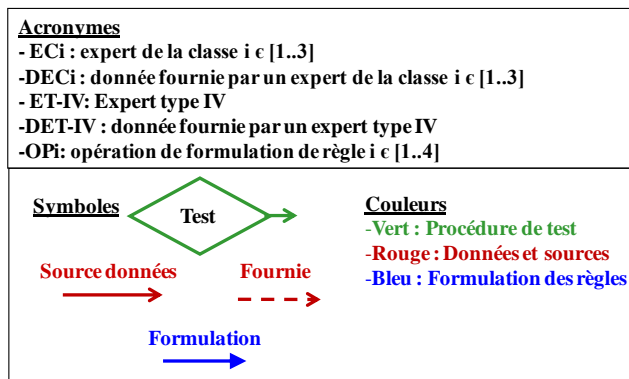 Acronymes
- ECi : expert de la classe i є [1..3]
-DECi : donnée fournie par un expert de la classe i є [1..3]
- ET-IV: Expert type IV
-DET-IV : donnée fournie par un expert type IV
-OPi: opération de formulation de règle i є [1..4]
Symboles
Test
Couleurs
-Vert : Procédure de test
-Rouge : Données et sources
-Bleu : Formulation des règles
Source données
Fournie
Formulation